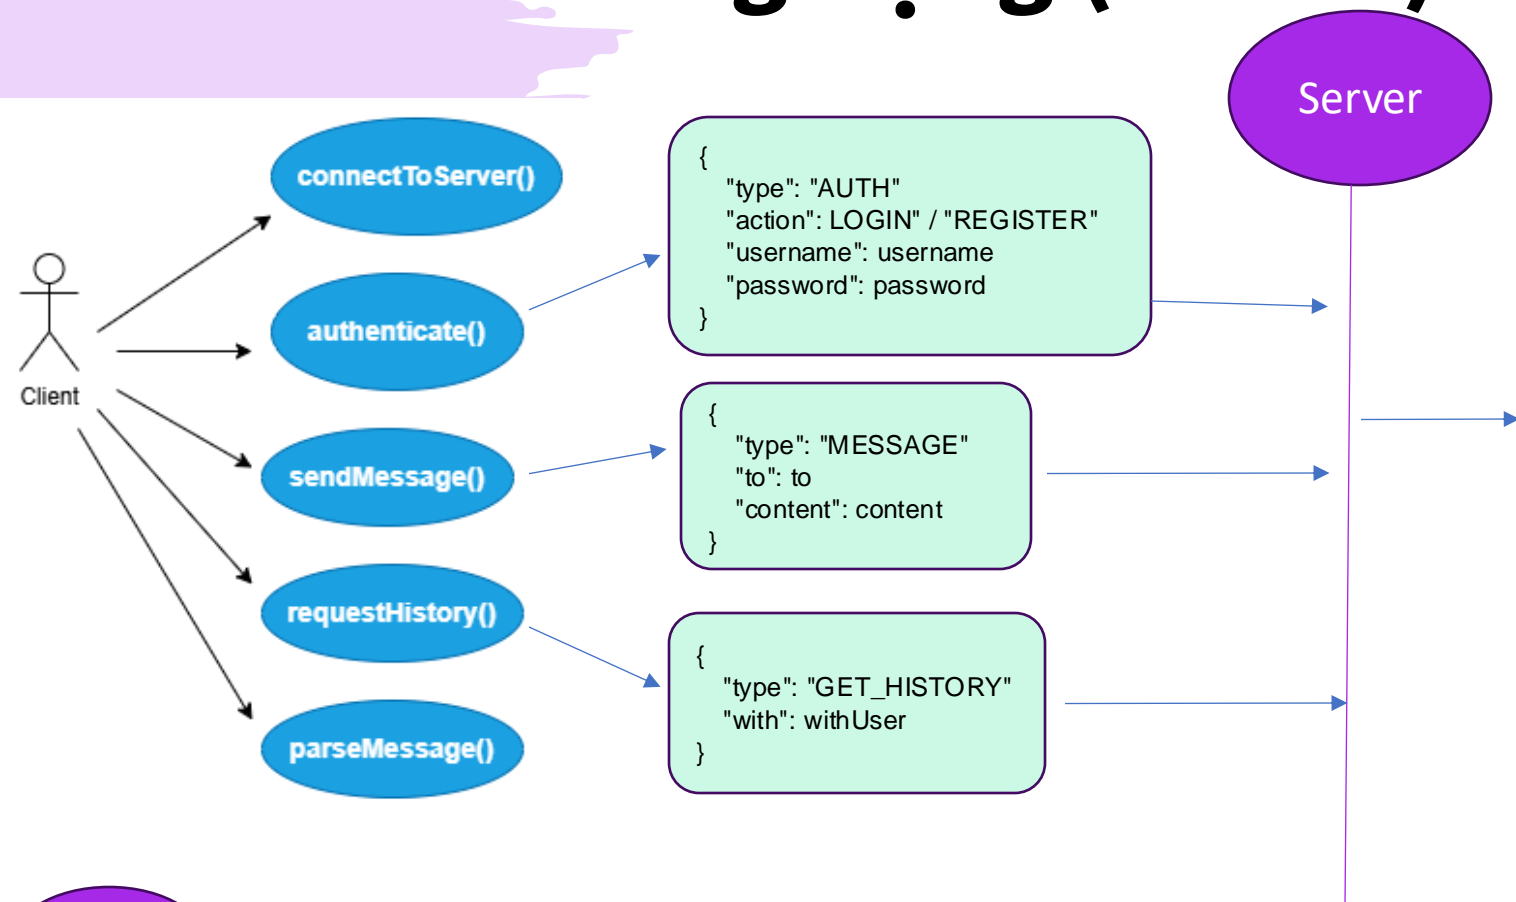 Server
connectToServer()
authenticate()
sendMessage()
requestHistory()
parseMessage()
Client
{
"type": "AUTH"
"action": LOGIN" / "REGISTER"
"username": username
"password": password
}
{
"type": "MESSAGE"
"to": to
"content": content
}
{
"type": "GET_HISTORY"
"with": withUser
}